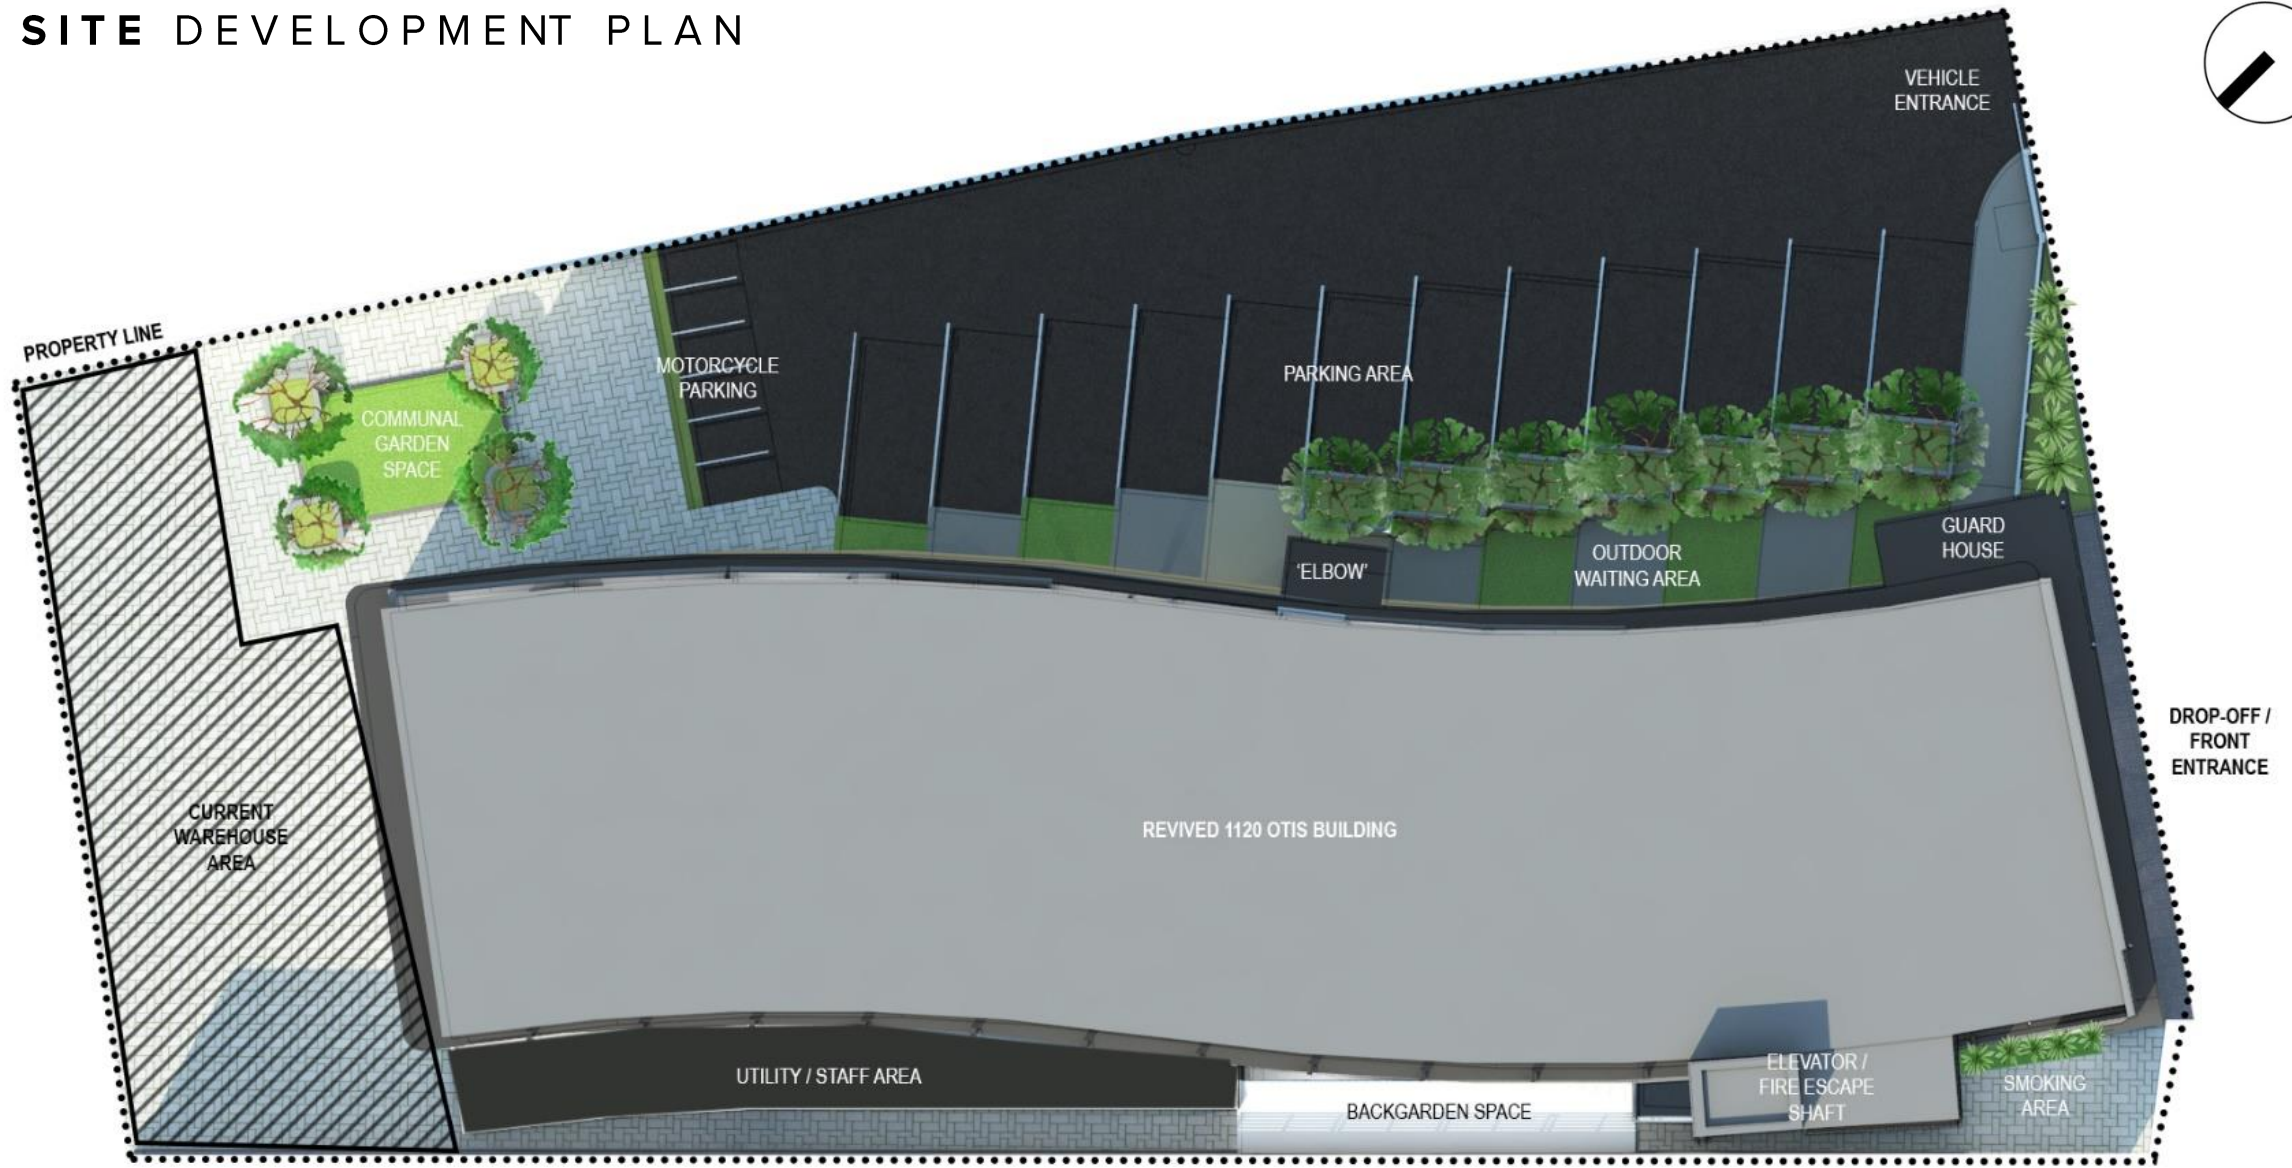 SITE DEVELOPMENT PLAN
VEHICLE
ENTRANCE
PROPERTY LINE
MOTORCYCLE
PARKING
PARKING AREA
COMMUNAL
GARDEN
SPACE
GUARD
HOUSE
'ELBOW'
OUTDOOR
WAITING AREA
DROP-OFF /
FRONT
ENTRANCE
CURRENT
WAREHOUSE
AREA
REVIVED 1120 OTIS BUILDING
UTILITY / STAFF AREA
BACKGARDEN SPACE
ELEVATOR /
FIRE ESCAPE
SHAFT
SMOKING
AREA